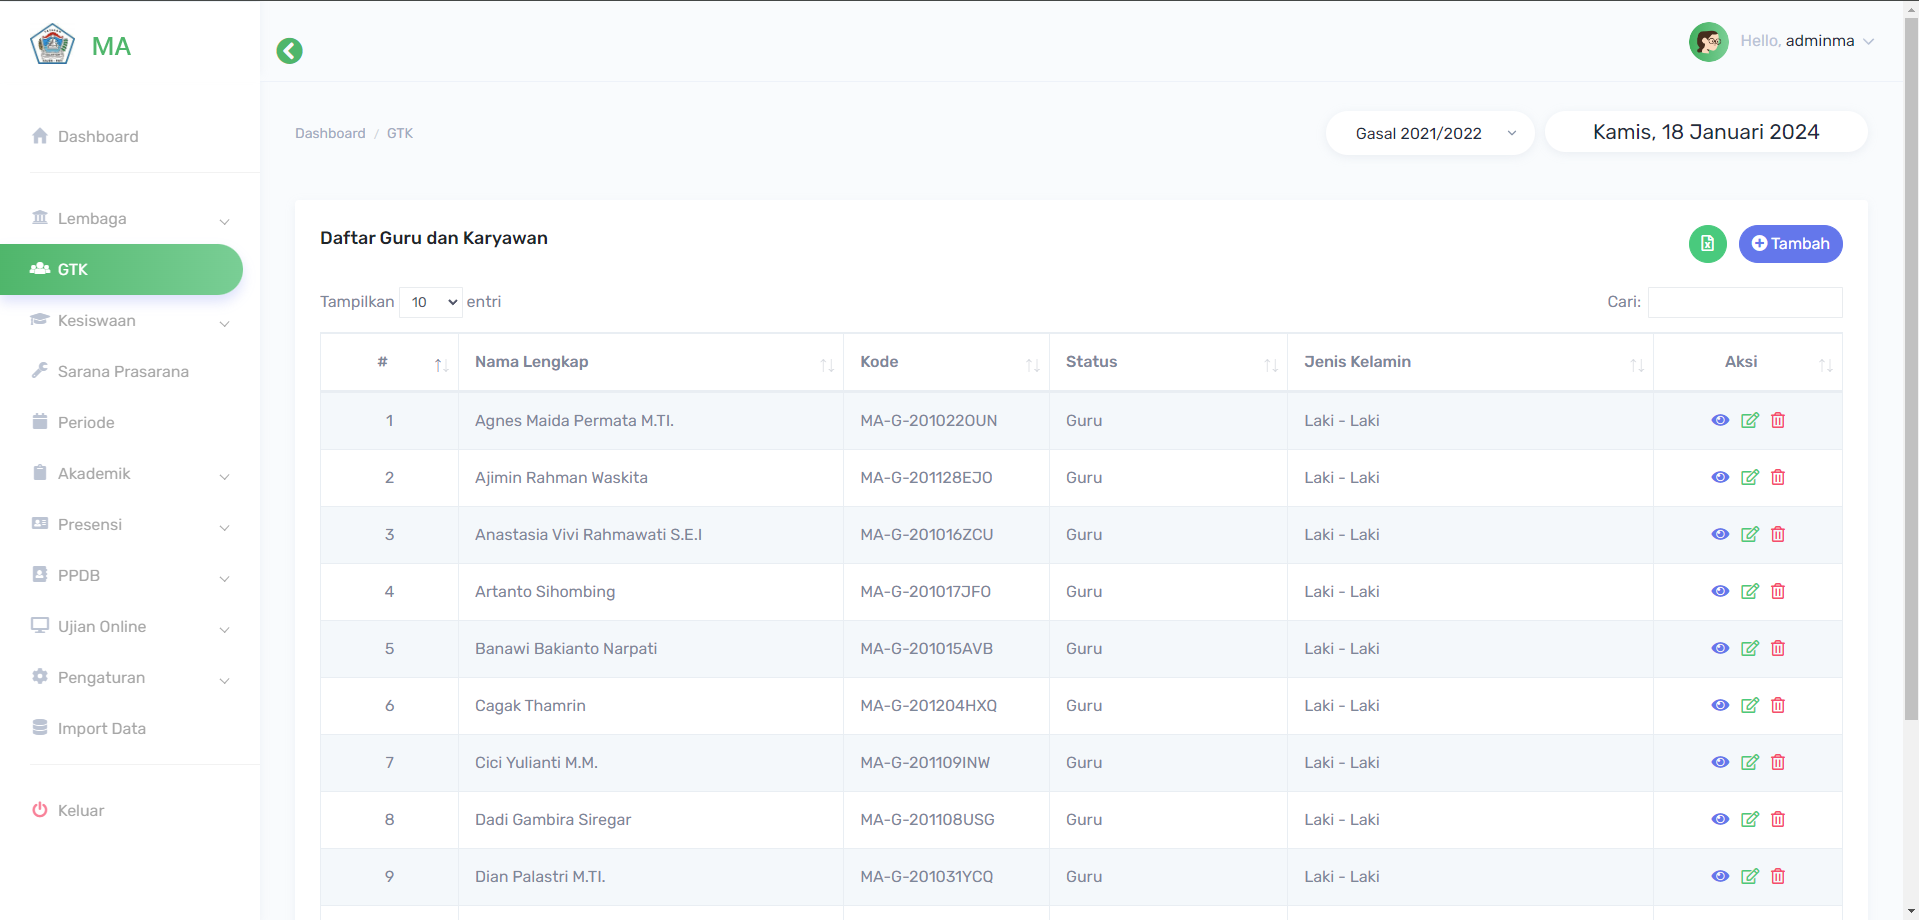 MA
Hello, adminma
Dashboard
Lembaga
GTK
Kesiswaan
Sarana Prasarana
Periode
Akademik
Presensi
PPDB
Ujian Online
Pengaturan
Import Data
Keluar
Dashboard / GTK
Gasal 2021/2022
Kamis, 18 Januari 2024
Daftar Guru dan Karyawan
Tambah
Tampilkan 10 entri
Cari:
# Nama Lengkap Kode Status Jenis Kelamin Aksi
1 Agnes Maida Permata M.TI. MA-G-201022OUN Guru Laki - Laki
2 Ajimin Rahman Waskita MA-G-201128EJO Guru Laki - Laki
3 Anastasia Vivi Rahmawati S.E.I MA-G-201016ZCU Guru Laki - Laki
4 Artanto Sihombing MA-G-201017JFO Guru Laki - Laki
5 Banawi Bakianto Narpati MA-G-201015AVB Guru Laki - Laki
6 Cagak Thamrin MA-G-201204HXQ Guru Laki - Laki
7 Cici Yulianti M.M. MA-G-201109INW Guru Laki - Laki
8 Dadi Gambira Siregar MA-G-201108USG Guru Laki - Laki
9 Dian Palastri M.TI. MA-G-201031YCQ Guru Laki - Laki